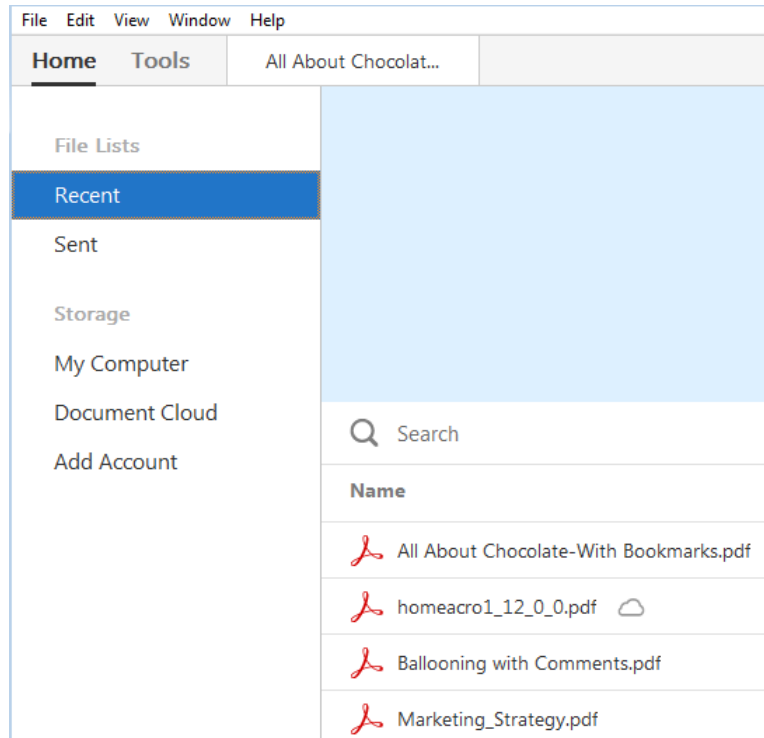 File Edit View Window Help
Home Tools All About Chocolat...
File Lists
Recent
Sent
Storage
My Computer
Document Cloud
Add Account
Search
Name
All About Chocolate-With Bookmarks.pdf
homeacro1_12_0_0.pdf
Ballooning with Comments.pdf
Marketing_Strategy.pdf